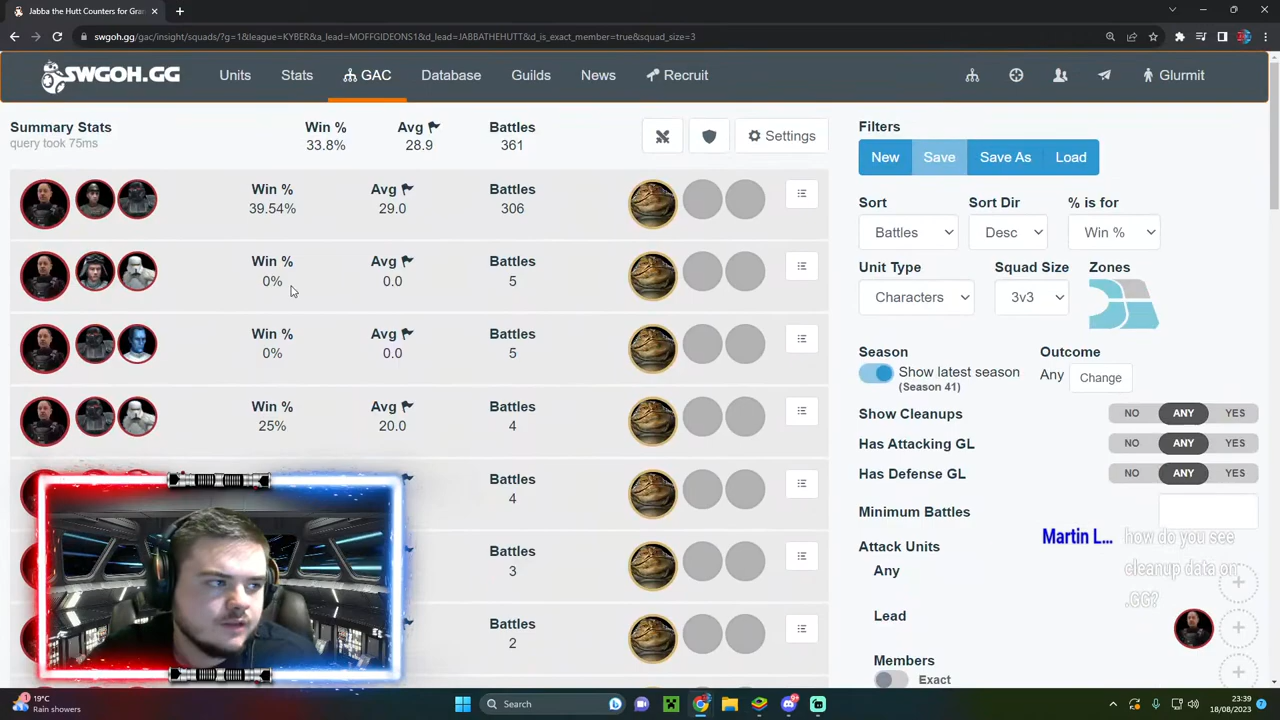 Jabba the Hutt Counters for Gran
swgoh.gg/gac/insight/squads/?g=1&league=KYBER&a_lead=MOFFGIDEONS1&d_lead=JABBATHEHUTT&d_is_exact_member=true&squad_size=3
SWGOH.GG Units Stats GAC Database Guilds News Recruit Glurmit
Summary Stats
query took 75ms
Win % Avg Battles
33.8% 28.9 361
Settings
Win % Avg Battles
39.54% 29.0 306
Win % Avg Battles
0% 0.0 5
Win % Avg Battles
0% 0.0 5
Win % Avg Battles
25% 20.0 4
Battles
4
Battles
3
Battles
2
Filters
New Save Save As Load
Sort Sort Dir % is for
Battles Desc Win %
Unit Type Squad Size Zones
Characters 3v3
Season Outcome
Show latest season
(Season 41)
Any Change
Show Cleanups NO ANY YES
Has Attacking GL NO ANY YES
Has Defense GL NO ANY YES
Minimum Battles
Martin L... how do you see
cleanup data on
.GG?
Attack Units
Any
Lead
Members
Exact
19°C
Rain showers
Search
23:39
18/08/2023